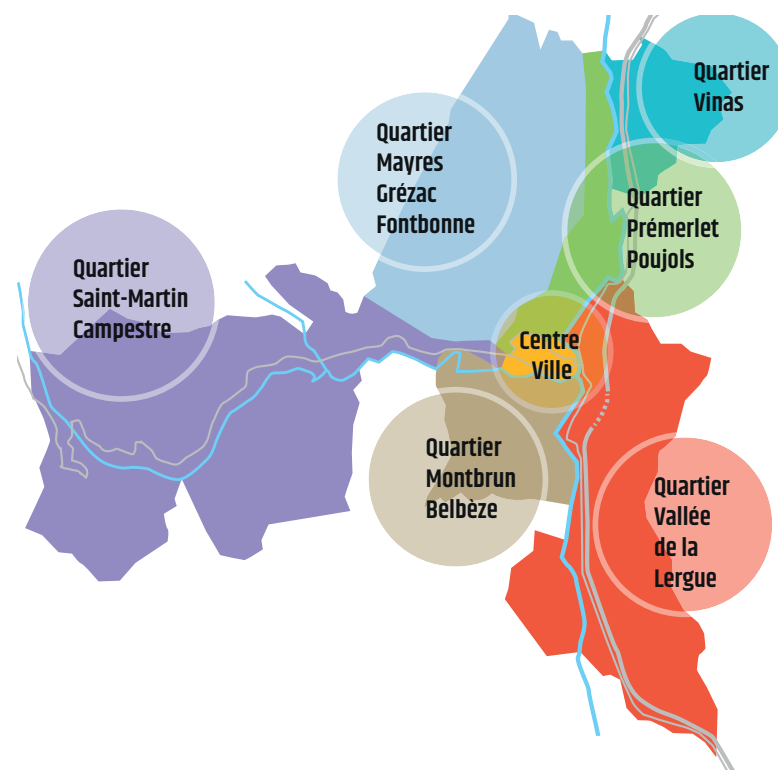 Quartier
Vinas
Quartier
Mayres
Grézac
Fontbonne
Quartier
Prémerlet
Poujols
Quartier
Saint-Martin
Campestre
Centre
Ville
Quartier
Montbrun
Belbèze
Quartier
Vallée
de la
Lergue